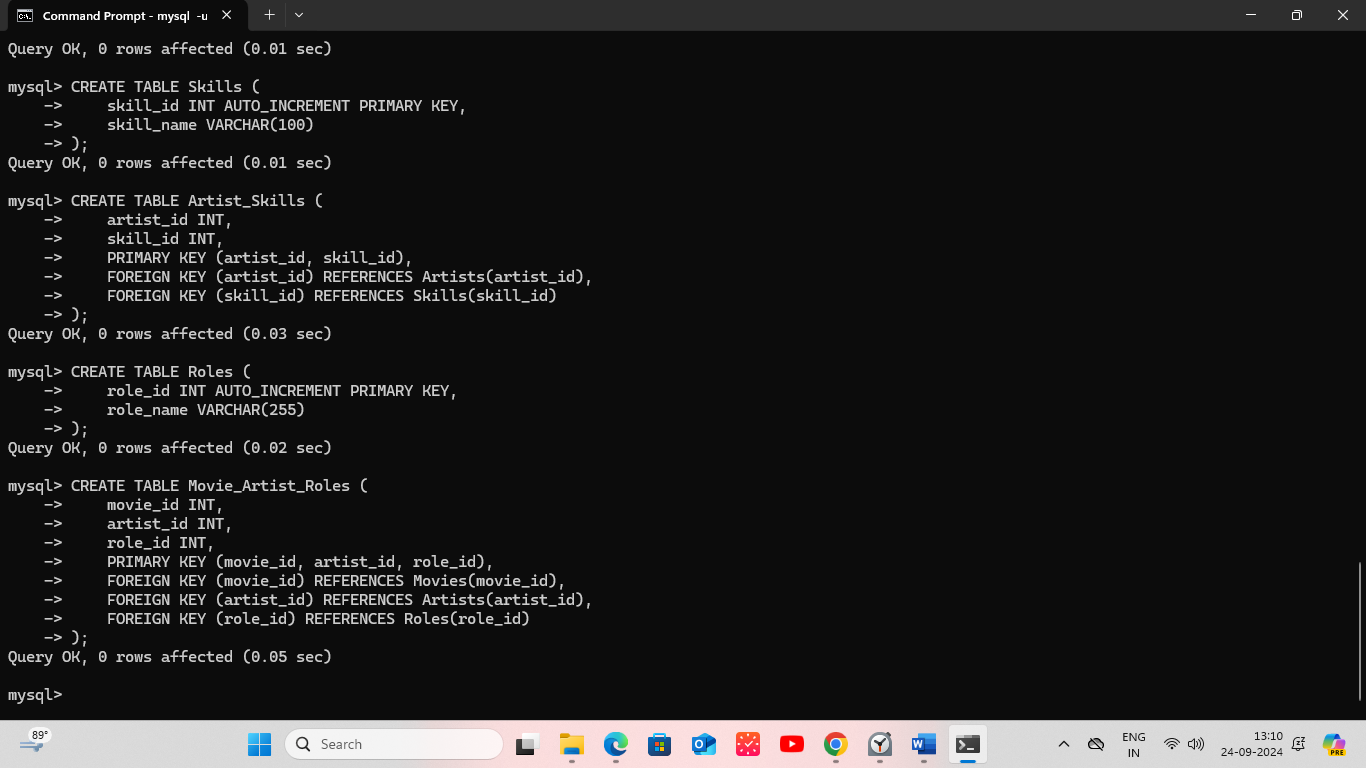 Command Prompt - mysql -u
Query OK, 0 rows affected (0.01 sec)
mysql> CREATE TABLE Skills (
    ->     skill_id INT AUTO_INCREMENT PRIMARY KEY,
    ->     skill_name VARCHAR(100)
    -> );
Query OK, 0 rows affected (0.01 sec)
mysql> CREATE TABLE Artist_Skills (
    ->     artist_id INT,
    ->     skill_id INT,
    ->     PRIMARY KEY (artist_id, skill_id),
    ->     FOREIGN KEY (artist_id) REFERENCES Artists(artist_id),
    ->     FOREIGN KEY (skill_id) REFERENCES Skills(skill_id)
    -> );
Query OK, 0 rows affected (0.03 sec)
mysql> CREATE TABLE Roles (
    ->     role_id INT AUTO_INCREMENT PRIMARY KEY,
    ->     role_name VARCHAR(255)
    -> );
Query OK, 0 rows affected (0.02 sec)
mysql> CREATE TABLE Movie_Artist_Roles (
    ->     movie_id INT,
    ->     artist_id INT,
    ->     role_id INT,
    ->     PRIMARY KEY (movie_id, artist_id, role_id),
    ->     FOREIGN KEY (movie_id) REFERENCES Movies(movie_id),
    ->     FOREIGN KEY (artist_id) REFERENCES Artists(artist_id),
    ->     FOREIGN KEY (role_id) REFERENCES Roles(role_id)
    -> );
Query OK, 0 rows affected (0.05 sec)
mysql>
89°
Search
ENG
IN
13:10
24-09-2024
PRE